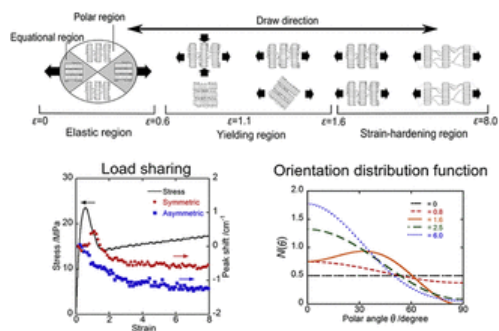 Polar region
Draw direction
Equational region
ε=0
ε=0.6
ε=1.1
ε=1.6
ε=8.0
Elastic region
Yielding region
Strain-hardening region
Load sharing
Orientation distribution function
30
20
10
0
Stress /MPa
Stress
Symmetric
Asymmetric
2
1
0
-1
-2
Peak shift /cm⁻¹
0 2 4 6 8
Strain
2.0
1.5
1.0
0.5
0.0
N(θ)
= 0
= 0.8
= 1.6
= 2.5
= 6.0
0 30 60 90
Polar angle θ /degree